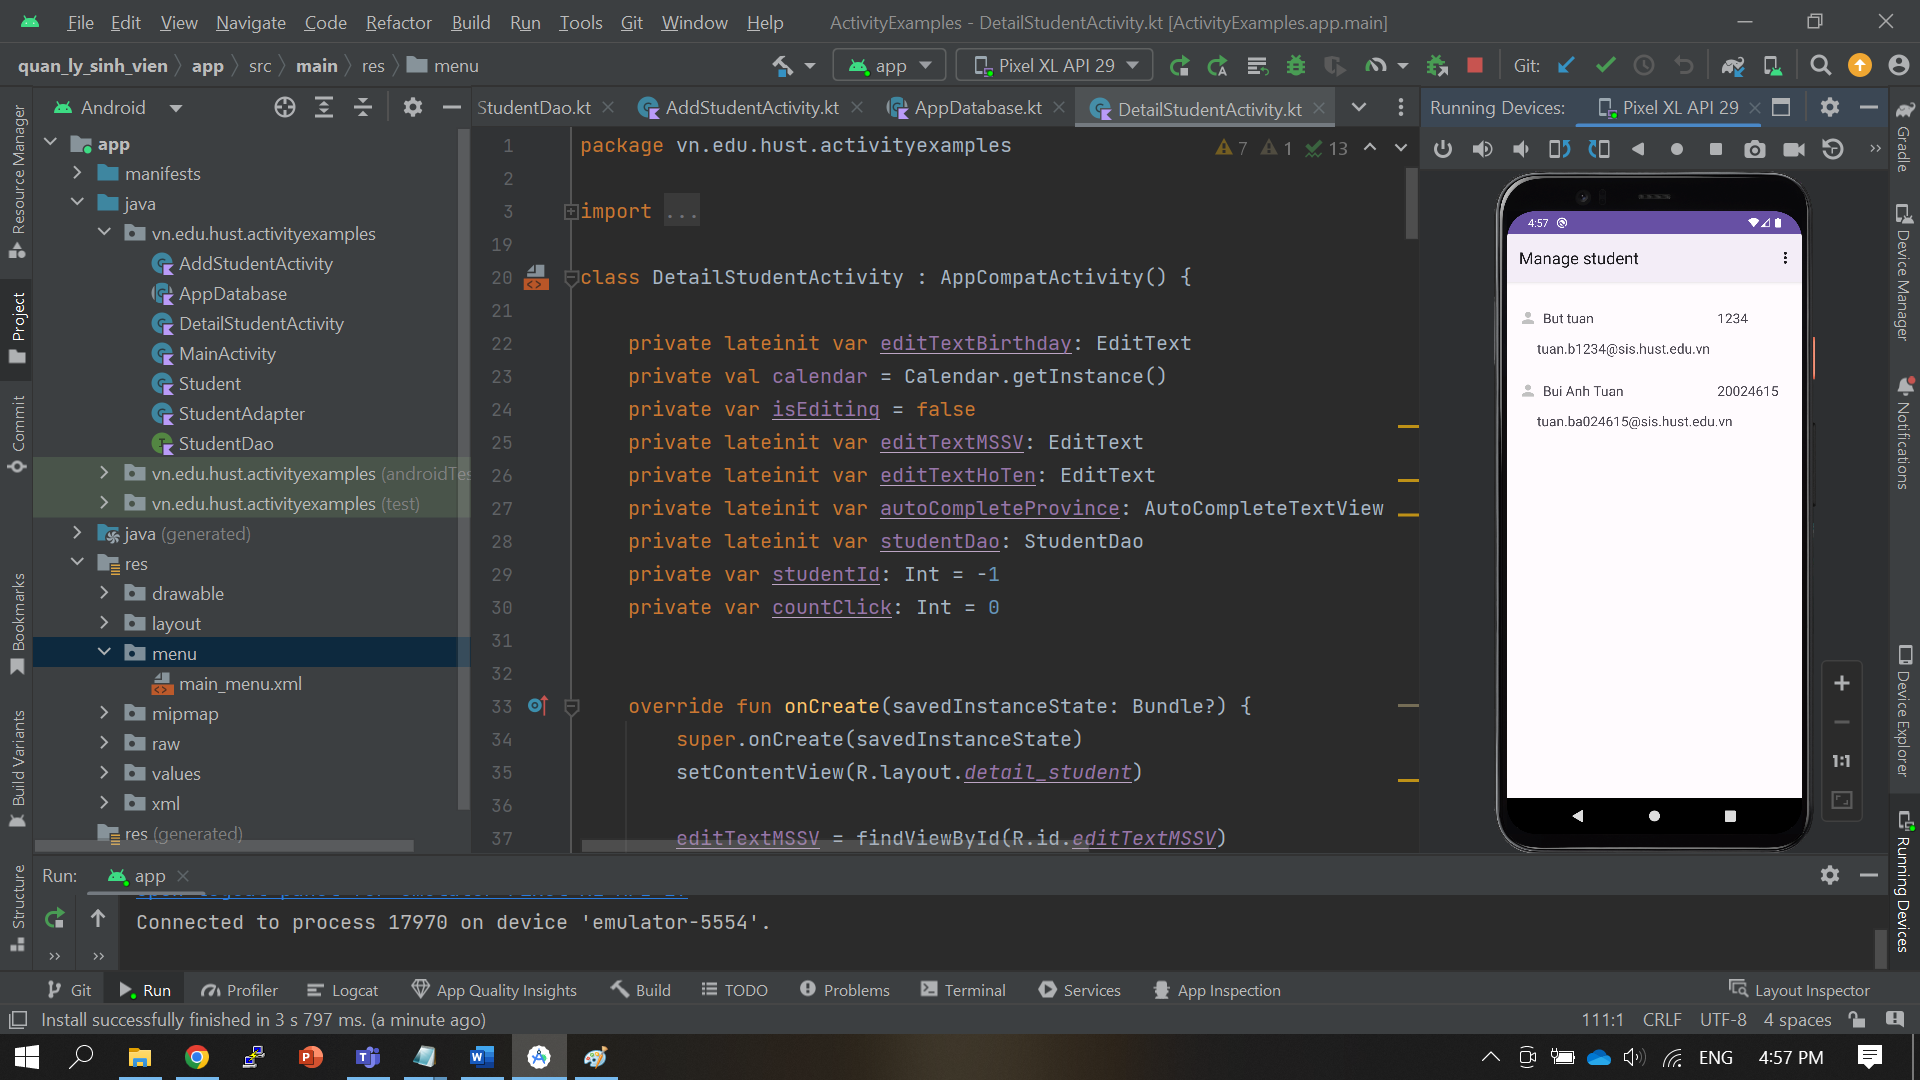 File Edit View Navigate Code Refactor Build Run Tools Git Window Help ActivityExamples - DetailStudentActivity.kt [ActivityExamples.app.main]
quan_ly_sinh_vien app src main res menu app Pixel XL API 29 Git:
Android StudentDao.kt AddStudentActivity.kt AppDatabase.kt DetailStudentActivity.kt Running Devices: Pixel XL API 29
Resource Manager
Project
Commit
Bookmarks
Build Variants
Structure
app
manifests
java
vn.edu.hust.activityexamples
AddStudentActivity
AppDatabase
DetailStudentActivity
MainActivity
Student
StudentAdapter
StudentDao
vn.edu.hust.activityexamples (androidTes
vn.edu.hust.activityexamples (test)
java (generated)
res
drawable
layout
menu
main_menu.xml
mipmap
raw
values
xml
res (generated)
7 1 13
1 package vn.edu.hust.activityexamples
2
3 import ...
19
20 class DetailStudentActivity : AppCompatActivity() {
21
22 private lateinit var editTextBirthday: EditText
23 private val calendar = Calendar.getInstance()
24 private var isEditing = false
25 private lateinit var editTextMSSV: EditText
26 private lateinit var editTextHoTen: EditText
27 private lateinit var autoCompleteProvince: AutoCompleteTextView
28 private lateinit var studentDao: StudentDao
29 private var studentId: Int = -1
30 private var countClick: Int = 0
31
32
33 override fun onCreate(savedInstanceState: Bundle?) {
34 super.onCreate(savedInstanceState)
35 setContentView(R.layout.detail_student)
36
37 editTextMSSV = findViewById(R.id.editTextMSSV)
4:57
Manage student
But tuan 1234
tuan.b1234@sis.hust.edu.vn
Bui Anh Tuan 20024615
tuan.ba024615@sis.hust.edu.vn
1:1
Gradle
Device Manager
Notifications
Device Explorer
Running Devices
Run: app
Connected to process 17970 on device 'emulator-5554'.
Git Run Profiler Logcat App Quality Insights Build TODO Problems Terminal Services App Inspection Layout Inspector
Install successfully finished in 3 s 797 ms. (a minute ago) 111:1 CRLF UTF-8 4 spaces
ENG 4:57 PM